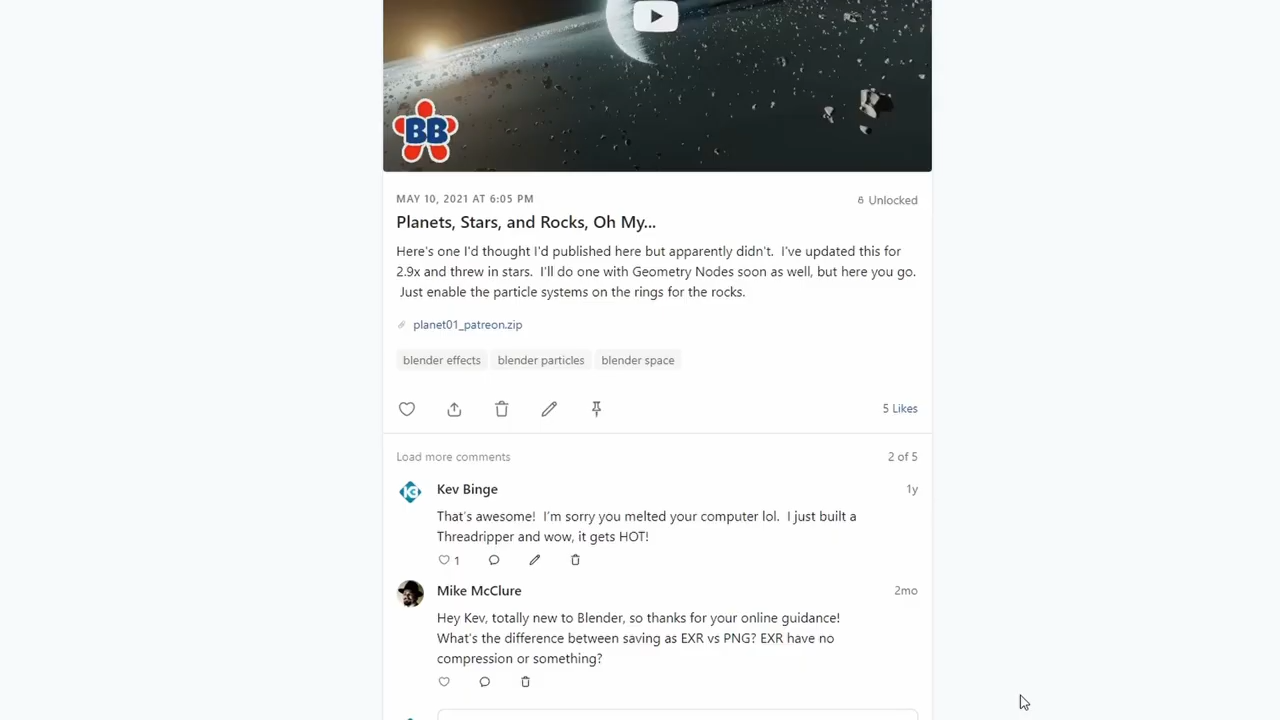 BB
MAY 10, 2021 AT 6:05 PM
Unlocked
Planets, Stars, and Rocks, Oh My...
Here's one I'd thought I'd published here but apparently didn't. I've updated this for
2.9x and threw in stars. I'll do one with Geometry Nodes soon as well, but here you go.
Just enable the particle systems on the rings for the rocks.
planet01_patreon.zip
blender effects blender particles blender space
5 Likes
Load more comments
2 of 5
Kev Binge
1y
That's awesome! I'm sorry you melted your computer lol. I just built a
Threadripper and wow, it gets HOT!
1
Mike McClure
2mo
Hey Kev, totally new to Blender, so thanks for your online guidance!
What's the difference between saving as EXR vs PNG? EXR have no
compression or something?